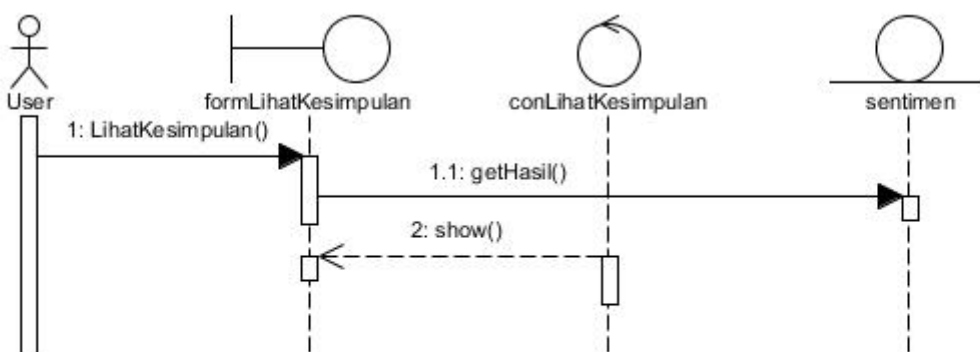 User
formLihatKesimpulan
conLihatKesimpulan
sentimen
1: LihatKesimpulan()
1.1: getHasil()
2: show()